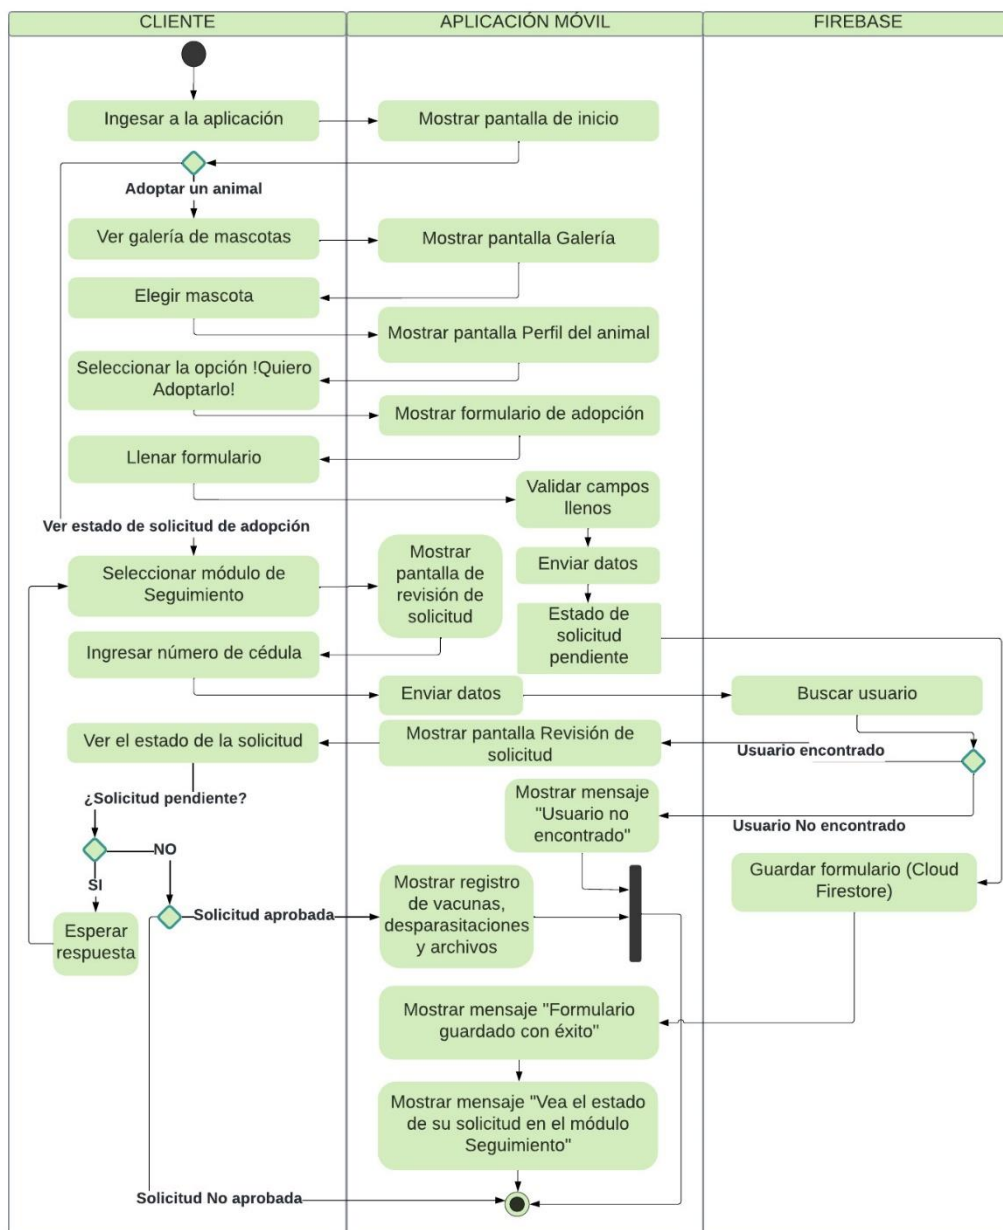 CLIENTE
APLICACIÓN MÓVIL
FIREBASE
Ingesar a la aplicación
Mostrar pantalla de inicio
Adoptar un animal
Ver galería de mascotas
Mostrar pantalla Galería
Elegir mascota
Mostrar pantalla Perfil del animal
Seleccionar la opción !Quiero
Adoptarlo!
Mostrar formulario de adopción
Llenar formulario
Validar campos
llenos
Ver estado de solicitud de adopción
Seleccionar módulo de
Seguimiento
Mostrar
pantalla de
revisión de
solicitud
Enviar datos
Estado de
solicitud
pendiente
Ingresar número de cédula
Enviar datos
Buscar usuario
Ver el estado de la solicitud
Mostrar pantalla Revisión de
solicitud
Usuario encontrado
¿Solicitud pendiente?
Mostrar mensaje
"Usuario no
encontrado"
Usuario No encontrado
NO
SI
Guardar formulario (Cloud
Firestore)
Solicitud aprobada
Mostrar registro
de vacunas,
desparasitaciones
y archivos
Esperar
respuesta
Mostrar mensaje "Formulario
guardado con éxito"
Mostrar mensaje "Vea el estado
de su solicitud en el módulo
Seguimiento"
Solicitud No aprobada